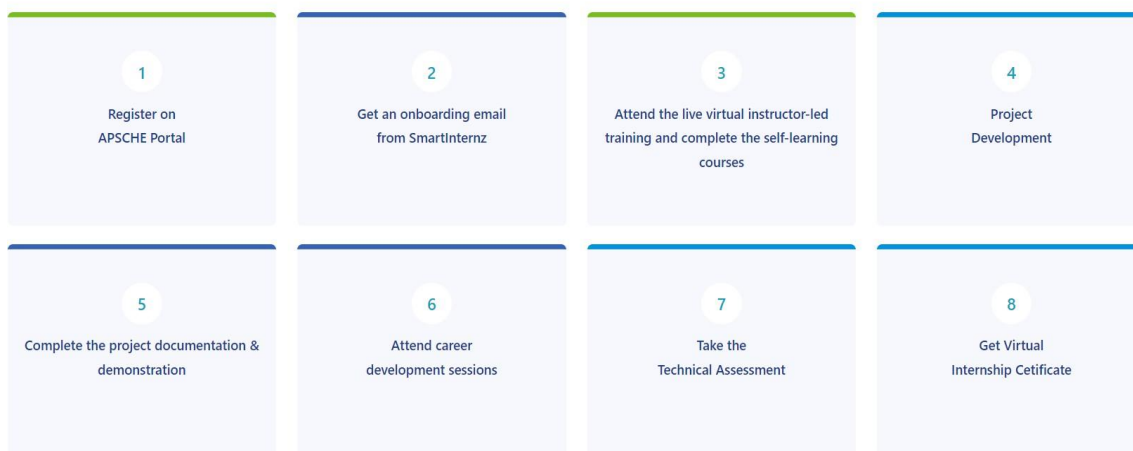 1
Register on
APSCHE Portal
2
Get an onboarding email
from SmartInternz
3
Attend the live virtual instructor-led
training and complete the self-learning
courses
4
Project
Development
5
Complete the project documentation &
demonstration
6
Attend career
development sessions
7
Take the
Technical Assessment
8
Get Virtual
Internship Cetificate